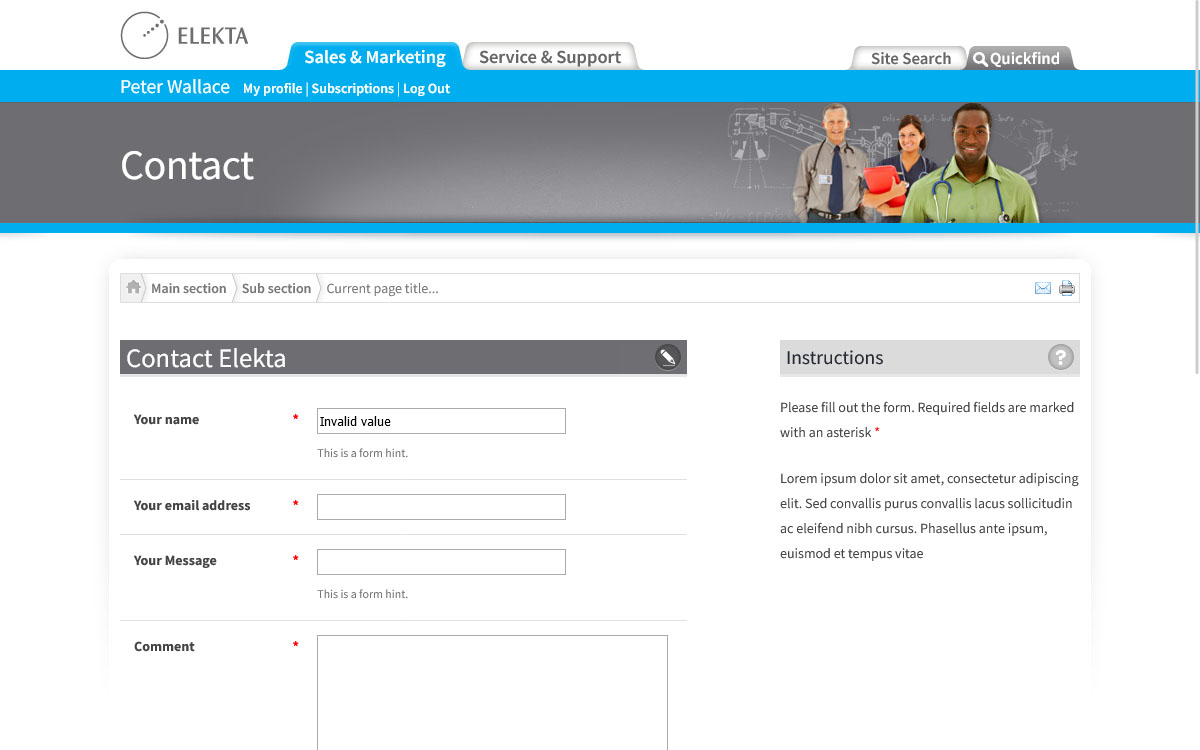 ELEKTA
Sales & Marketing
Service & Support
Site Search
Quickfind
Peter Wallace My profile | Subscriptions | Log Out
Contact
Main section
Sub section
Current page title...
Contact Elekta
Your name *
Invalid value
This is a form hint.
Your email address *
Your Message *
This is a form hint.
Comment *
Instructions
?
Please fill out the form. Required fields are marked
with an asterisk *
Lorem ipsum dolor sit amet, consectetur adipiscing
elit. Sed convallis purus convallis lacus sollicitudin
ac eleifend nibh cursus. Phasellus ante ipsum,
euismod et tempus vitae